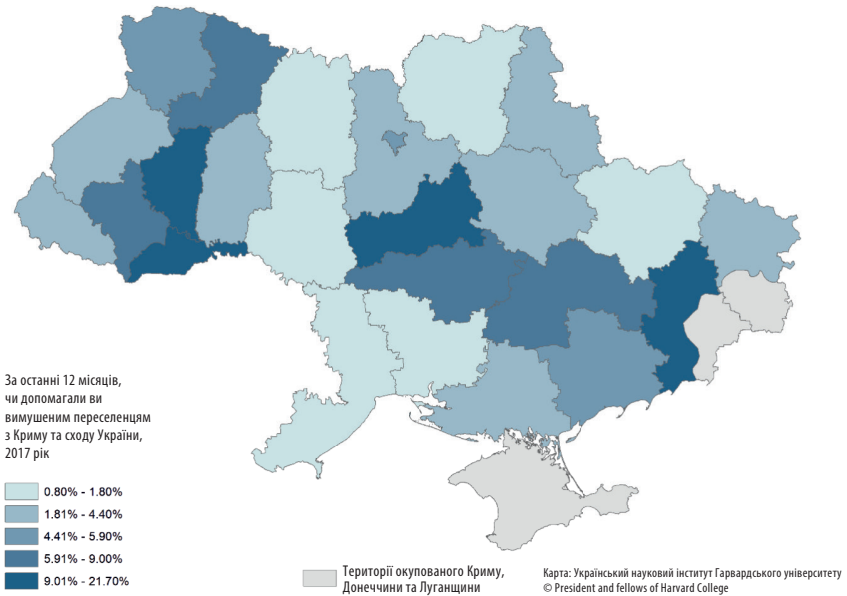 За останні 12 місяців,
чи допомагали ви
вимушеним переселенцям
з Криму та сходу України,
2017 рік
0.80% - 1.80%
1.81% - 4.40%
4.41% - 5.90%
5.91% - 9.00%
9.01% - 21.70%
Території окупованого Криму,
Донеччини та Луганщини
Карта: Український науковий інститут Гарвардського університету
© President and fellows of Harvard College